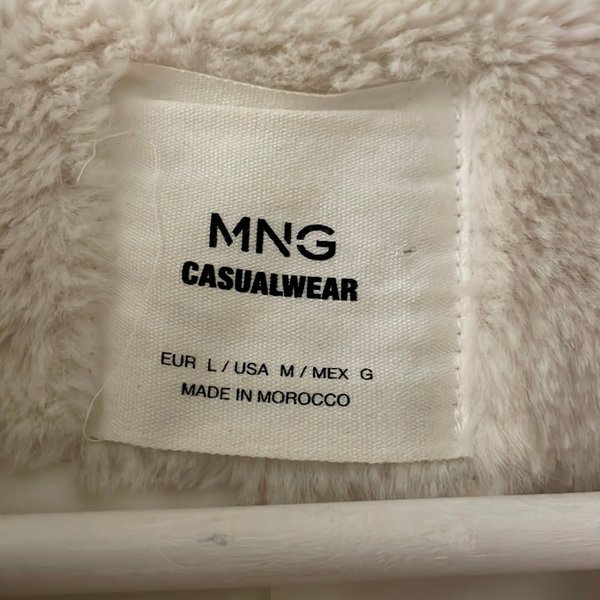 MNG
CASUALWEAR
EUR L / USA M / MEX G
MADE IN MOROCCO